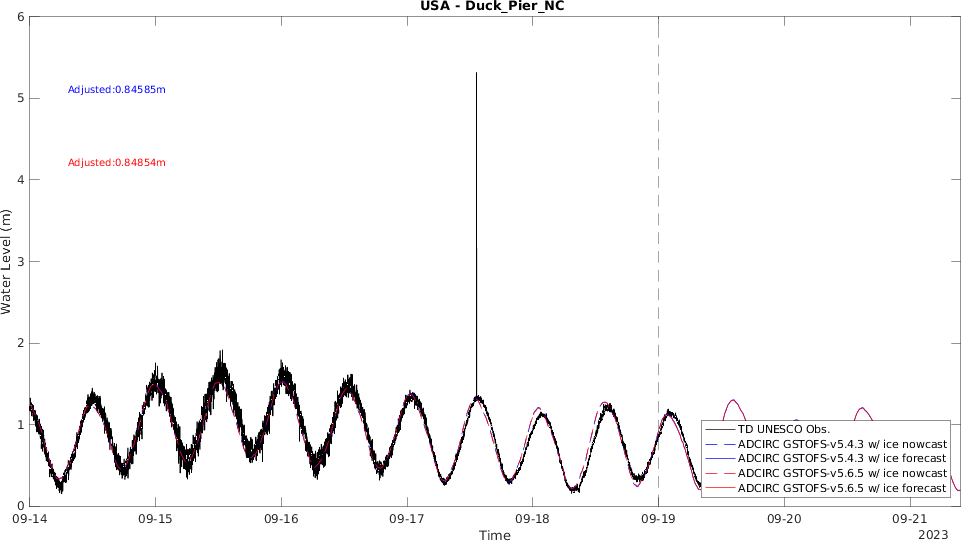 USA - Duck_Pier_NC
6
5
4
3
2
1
0
Water Level (m)
Adjusted:0.84585m
Adjusted:0.84854m
TD UNESCO Obs.
ADCIRC GSTOFS-v5.4.3 w/ ice nowcast
ADCIRC GSTOFS-v5.4.3 w/ ice forecast
ADCIRC GSTOFS-v5.6.5 w/ ice nowcast
ADCIRC GSTOFS-v5.6.5 w/ ice forecast
09-14 09-15 09-16 09-17 09-18 09-19 09-20 09-21
Time
2023